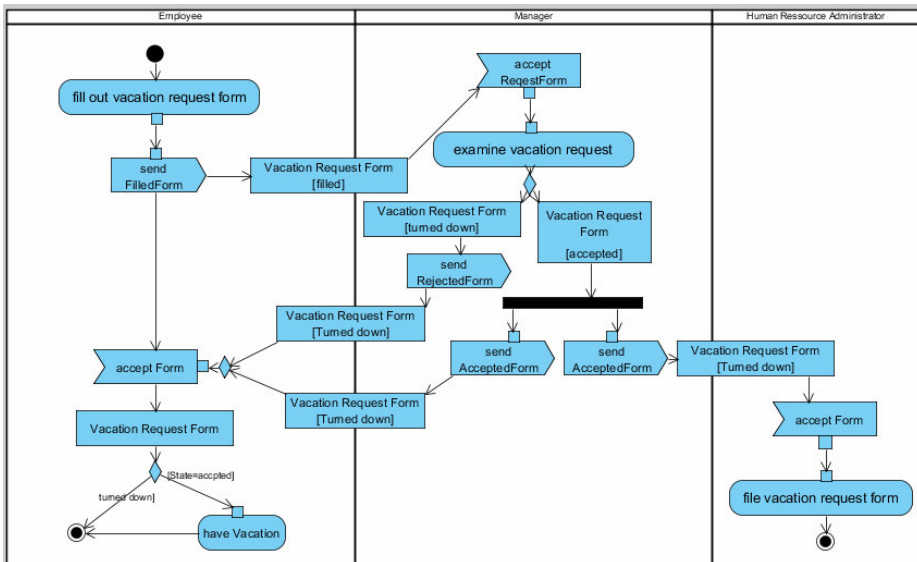 Employee
Manager
Human Ressource Administrator
fill out vacation request form
send
FilledForm
Vacation Request Form
[filled]
accept
ReqestForm
examine vacation request
Vacation Request Form
[turned down]
Vacation Request
Form
[accepted]
send
RejectedForm
Vacation Request Form
[Turned down]
send
AcceptedForm
send
AcceptedForm
Vacation Request Form
[Turned down]
accept Form
Vacation Request Form
[Turned down]
accept Form
Vacation Request Form
[State=accpted]
turned down]
have Vacation
file vacation request form